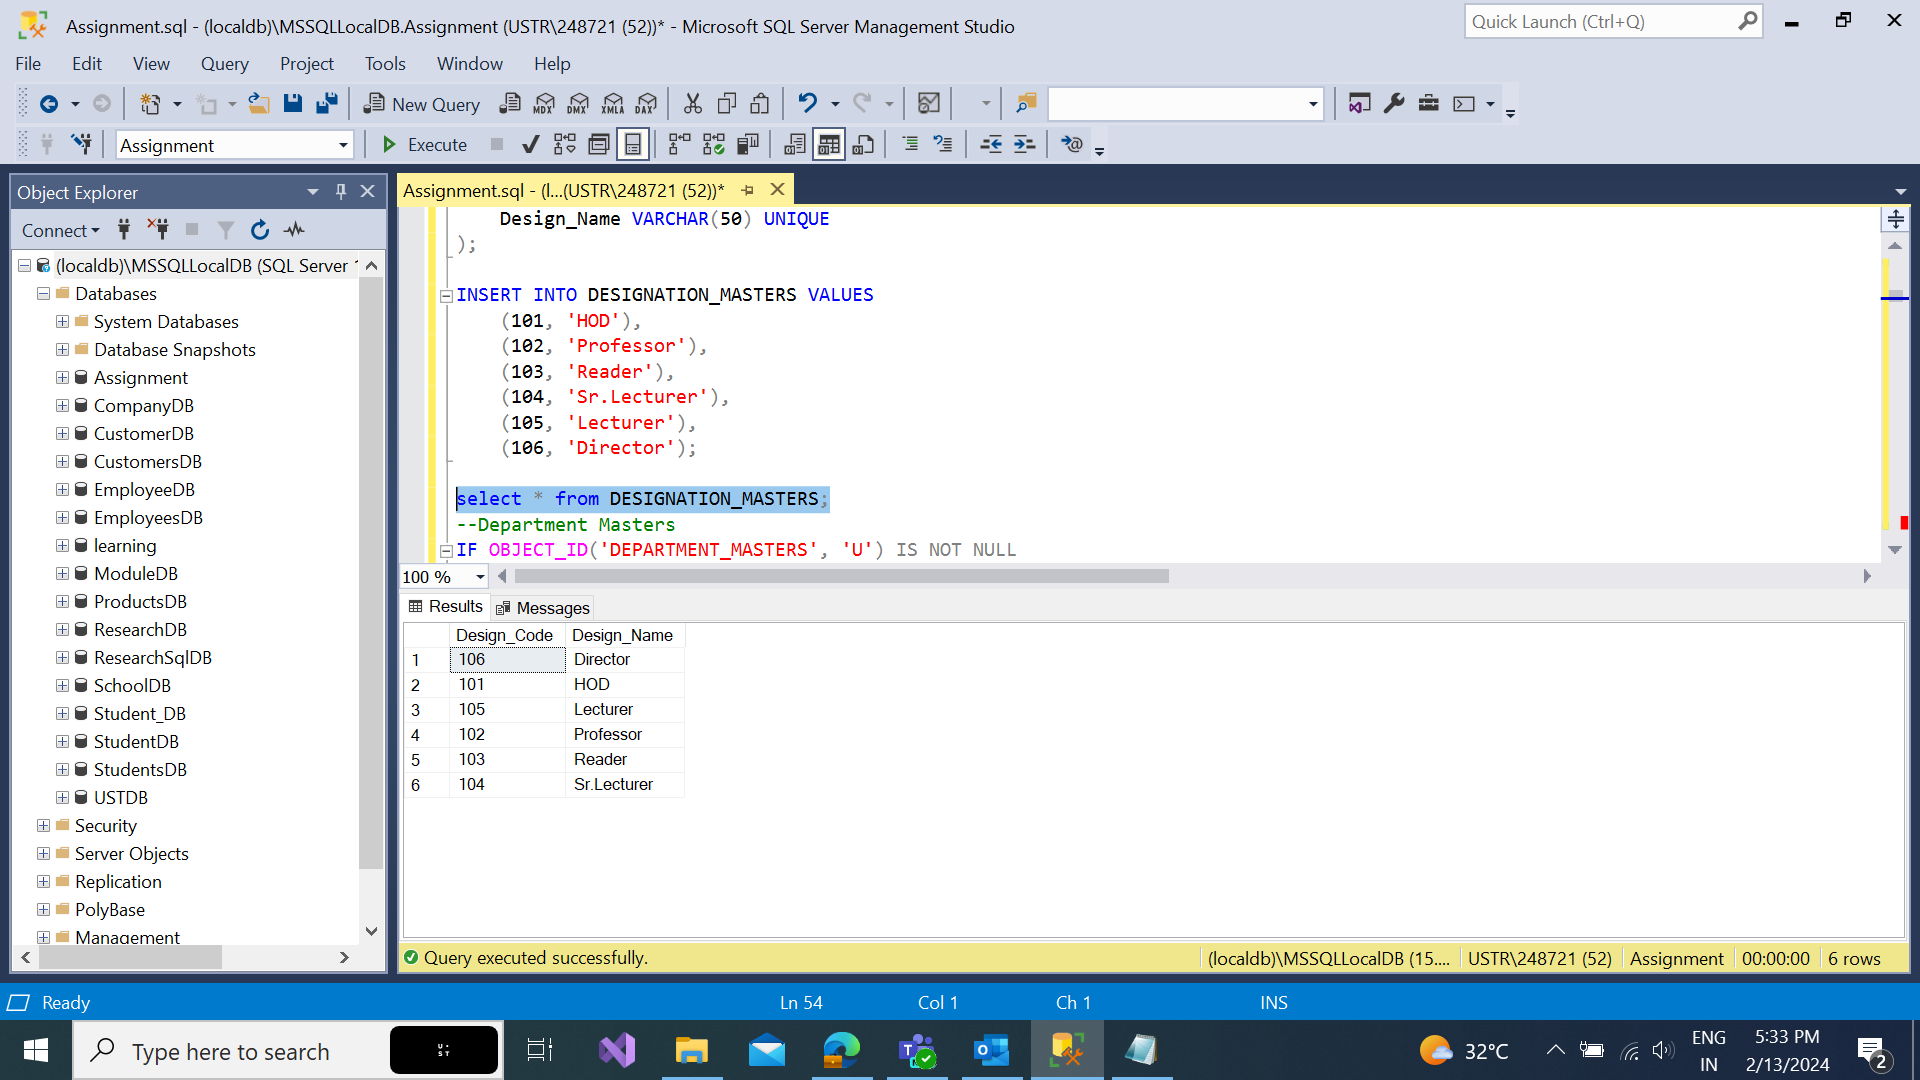 Assignment.sql - (localdb)\MSSQLLocalDB.Assignment (USTR\248721 (52))* - Microsoft SQL Server Management Studio
Quick Launch (Ctrl+Q)
File Edit View Query Project Tools Window Help
New Query MDX DMX XMLA DAX
Assignment Execute
Object Explorer
Connect
(localdb)\MSSQLLocalDB (SQL Server
Databases
System Databases
Database Snapshots
Assignment
CompanyDB
CustomerDB
CustomersDB
EmployeeDB
EmployeesDB
learning
ModuleDB
ProductsDB
ResearchDB
ResearchSqlDB
SchoolDB
Student_DB
StudentDB
StudentsDB
USTDB
Security
Server Objects
Replication
PolyBase
Management
Assignment.sql - (l...(USTR\248721 (52))*
Design_Name VARCHAR(50) UNIQUE
);
INSERT INTO DESIGNATION_MASTERS VALUES
(101, 'HOD'),
(102, 'Professor'),
(103, 'Reader'),
(104, 'Sr.Lecturer'),
(105, 'Lecturer'),
(106, 'Director');
select * from DESIGNATION_MASTERS;
--Department Masters
IF OBJECT_ID('DEPARTMENT_MASTERS', 'U') IS NOT NULL
100 %
Results Messages
Design_Code Design_Name
1 106 Director
2 101 HOD
3 105 Lecturer
4 102 Professor
5 103 Reader
6 104 Sr.Lecturer
Query executed successfully. (localdb)\MSSQLLocalDB (15.... USTR\248721 (52) Assignment 00:00:00 6 rows
Ready Ln 54 Col 1 Ch 1 INS
Type here to search
32°C
ENG
IN
5:33 PM
2/13/2024
2